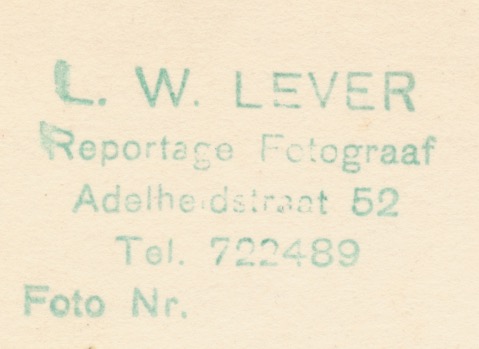 L. W. LEVER
Reportage Fotograaf
Adelheidstraat 52
Tel. 722489
Foto Nr.